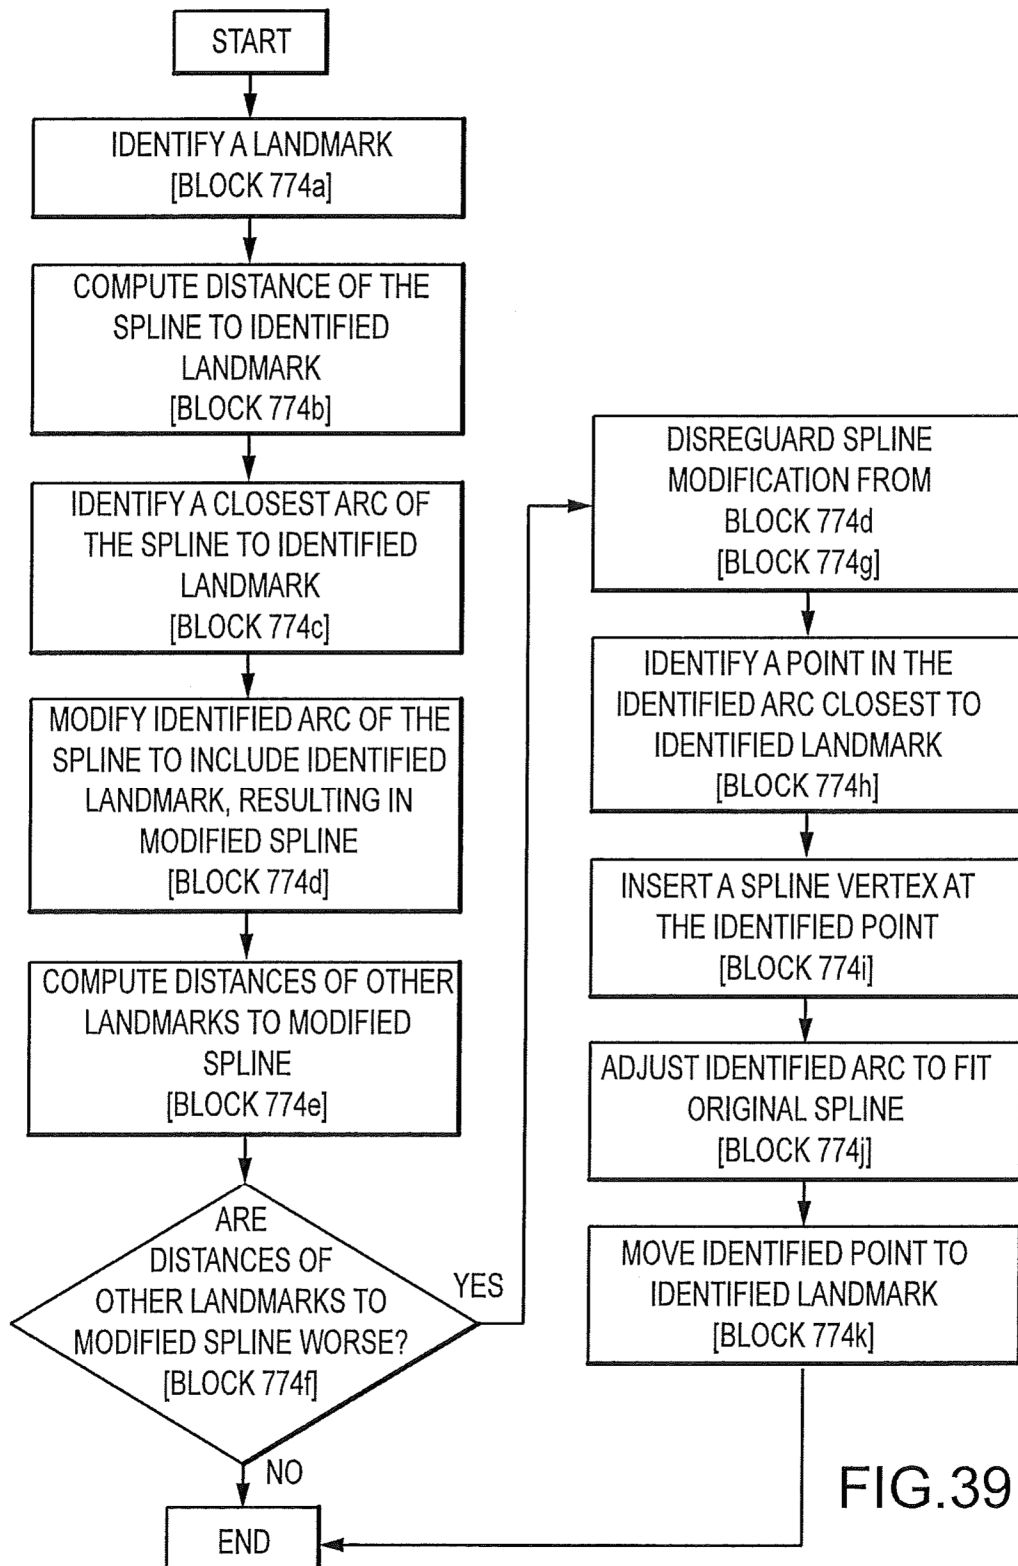 START
IDENTIFY A LANDMARK
[BLOCK 774a]
COMPUTE DISTANCE OF THE
SPLINE TO IDENTIFIED
LANDMARK
[BLOCK 774b]
IDENTIFY A CLOSEST ARC OF
THE SPLINE TO IDENTIFIED
LANDMARK
[BLOCK 774c]
MODIFY IDENTIFIED ARC OF THE
SPLINE TO INCLUDE IDENTIFIED
LANDMARK, RESULTING IN
MODIFIED SPLINE
[BLOCK 774d]
COMPUTE DISTANCES OF OTHER
LANDMARKS TO MODIFIED
SPLINE
[BLOCK 774e]
ARE
DISTANCES OF
OTHER LANDMARKS TO
MODIFIED SPLINE WORSE?
[BLOCK 774f]
YES
NO
END
DISREGUARD SPLINE
MODIFICATION FROM
BLOCK 774d
[BLOCK 774g]
IDENTIFY A POINT IN THE
IDENTIFIED ARC CLOSEST TO
IDENTIFIED LANDMARK
[BLOCK 774h]
INSERT A SPLINE VERTEX AT
THE IDENTIFIED POINT
[BLOCK 774i]
ADJUST IDENTIFIED ARC TO FIT
ORIGINAL SPLINE
[BLOCK 774j]
MOVE IDENTIFIED POINT TO
IDENTIFIED LANDMARK
[BLOCK 774k]
FIG.39